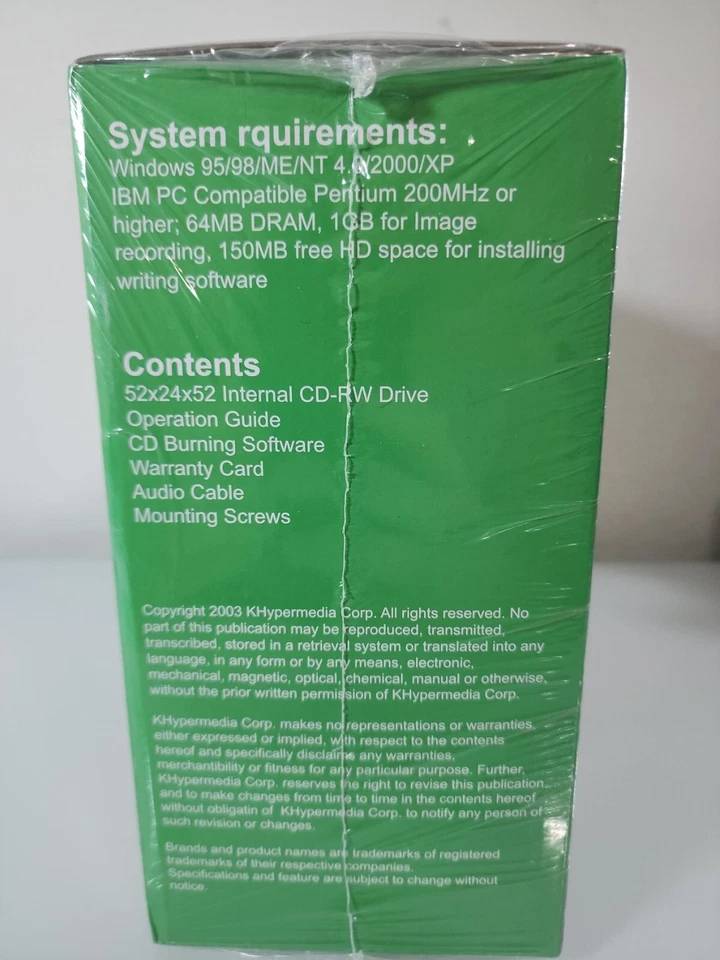 System rquirements:
Windows 95/98/ME/NT 4.0/2000/XP
IBM PC Compatible Pentium 200MHz or
higher; 64MB DRAM, 1GB for Image
recording, 150MB free HD space for installing
writing software
Contents
52x24x52 Internal CD-RW Drive
Operation Guide
CD Burning Software
Warranty Card
Audio Cable
Mounting Screws
Copyright 2003 KHypermedia Corp. All rights reserved. No
part of this publication may be reproduced, transmitted,
transcribed, stored in a retrieval system or translated into any
language, in any form or by any means, electronic,
mechanical, magnetic, optical, chemical, manual or otherwise,
without the prior written permission of KHypermedia Corp.
KHypermedia Corp. makes no representations or warranties,
either expressed or implied, with respect to the contents
hereof and specifically disclaims any warranties,
merchantibility or fitness for any particular purpose. Further,
KHypermedia Corp. reserves the right to revise this publication
and to make changes from time to time in the contents hereof
without obligatin of KHypermedia Corp. to notify any person of
such revision or changes.
Brands and product names are trademarks of registered
trademarks of their respective companies.
Specifications and feature are subject to change without
notice.